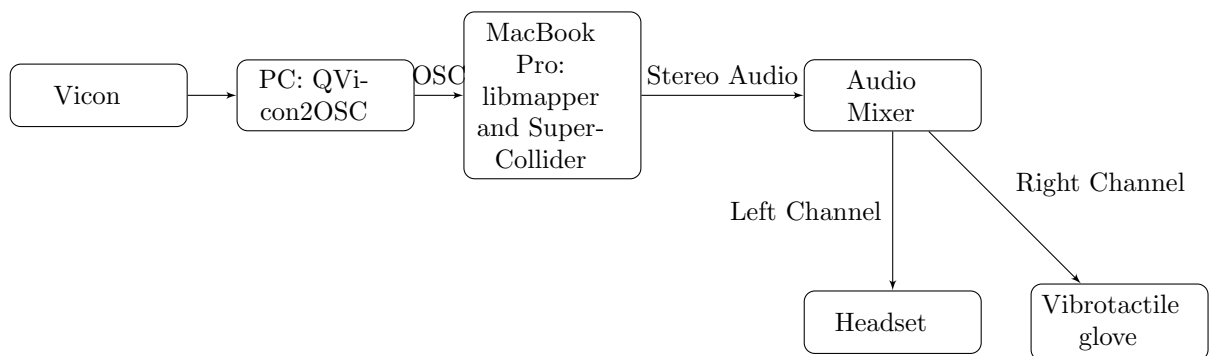 Vicon
PC: QVi-
con2OSC
OSC
MacBook
Pro:
libmapper
and Super-
Collider
Stereo Audio
Audio
Mixer
Left Channel
Right Channel
Headset
Vibrotactile
glove